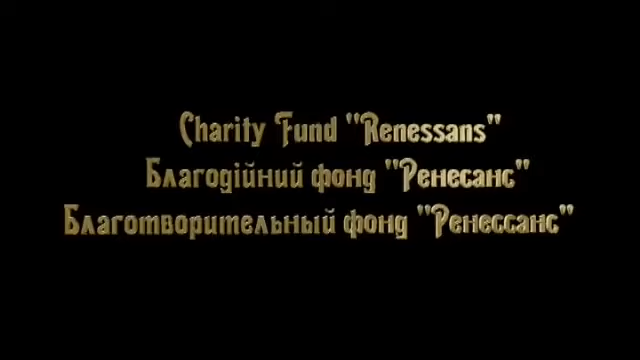 Charity Fund "Renessans"
Благодійний фонд "Ренесанс"
Благотворительный фонд "Ренессанс"